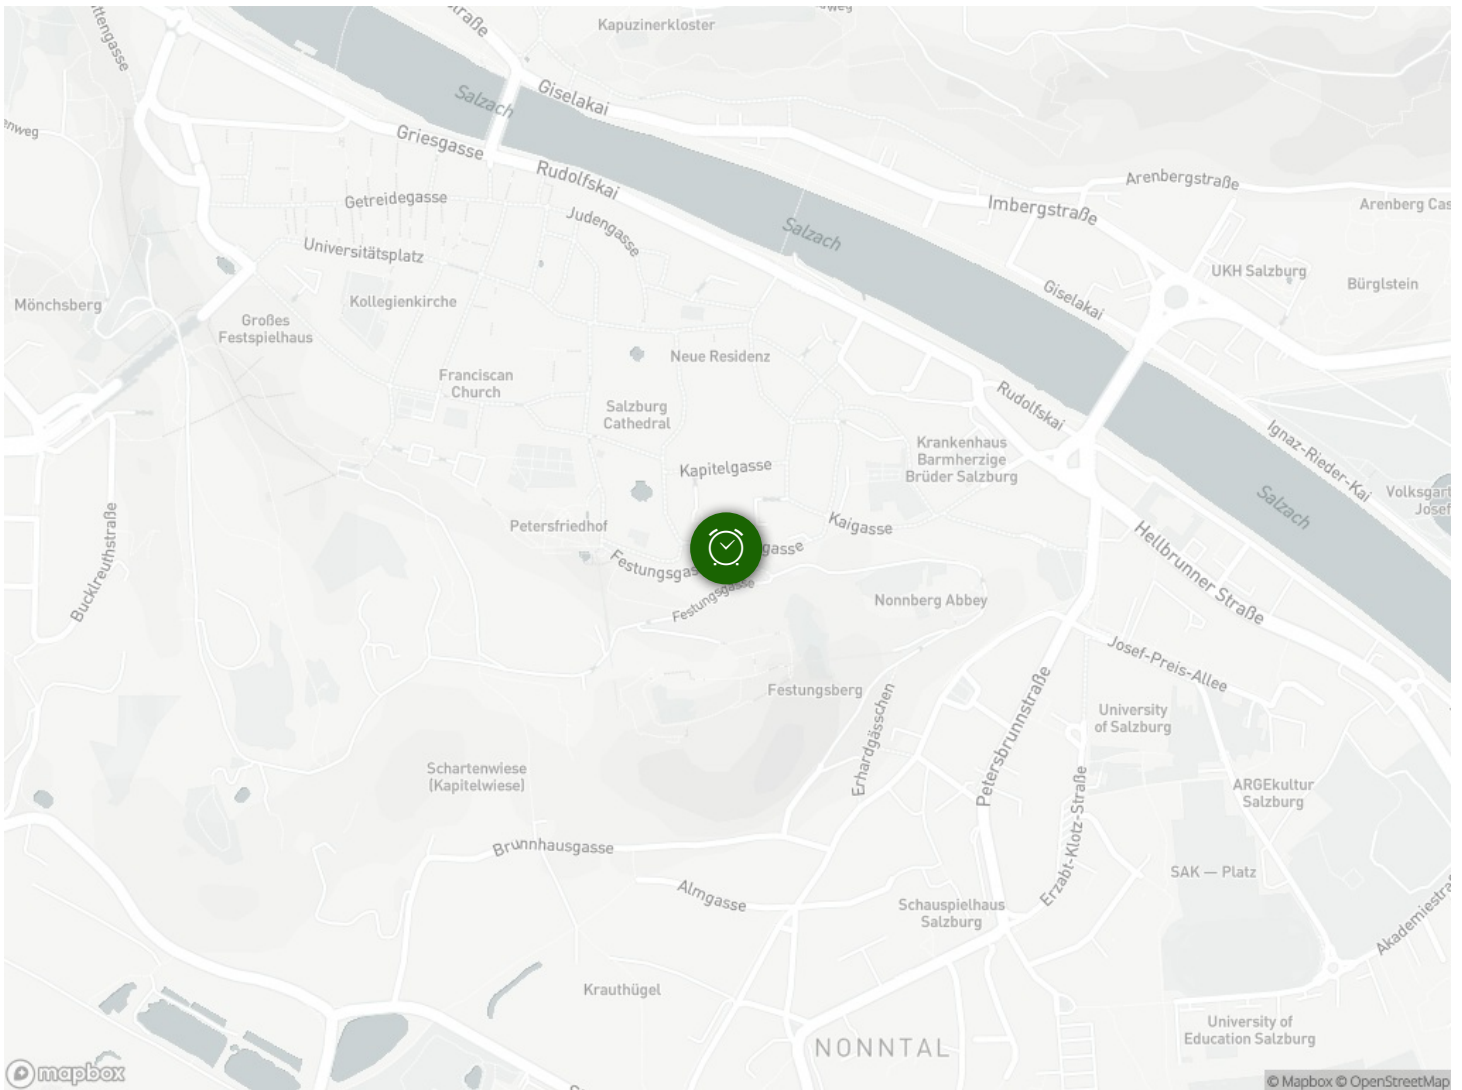 Kapuzinerkloster
Salzach
Giselakai
Griesgasse
Rudolfskai
Arenbergstraße
Imbergstraße
Arenberg Cas
Getreidegasse
Judengasse
Salzach
Universitätsplatz
UKH Salzburg
Bürglstein
Giselakai
Mönchsberg
Kollegienkirche
Großes
Festspielhaus
Neue Residenz
Franciscan
Church
Salzburg
Cathedral
Rudolfskai
Ignaz-Rieder-Kai
Krankenhaus
Barmherzige
Brüder Salzburg
Kapitelgasse
Salzach
Volksgart
Josef
Petersfriedhof
Kaigasse
Hellbrunner Straße
Bucklreuthstraße
Festungsgas
gasse
Festungsgasse
Nonnberg Abbey
Josef-Preis-Allee
Festungsberg
Erhardgässchen
Petersbrunnstraße
University
of Salzburg
Schartenwiese
(Kapitelwiese)
ARGEkultur
Salzburg
Erzabt-Klotz-Straße
Brunnhausgasse
SAK — Platz
Almgasse
Schauspielhaus
Salzburg
Akademiestra
Krauthügel
University of
Education Salzburg
NONNTAL
mapbox
© Mapbox © OpenStreetMap